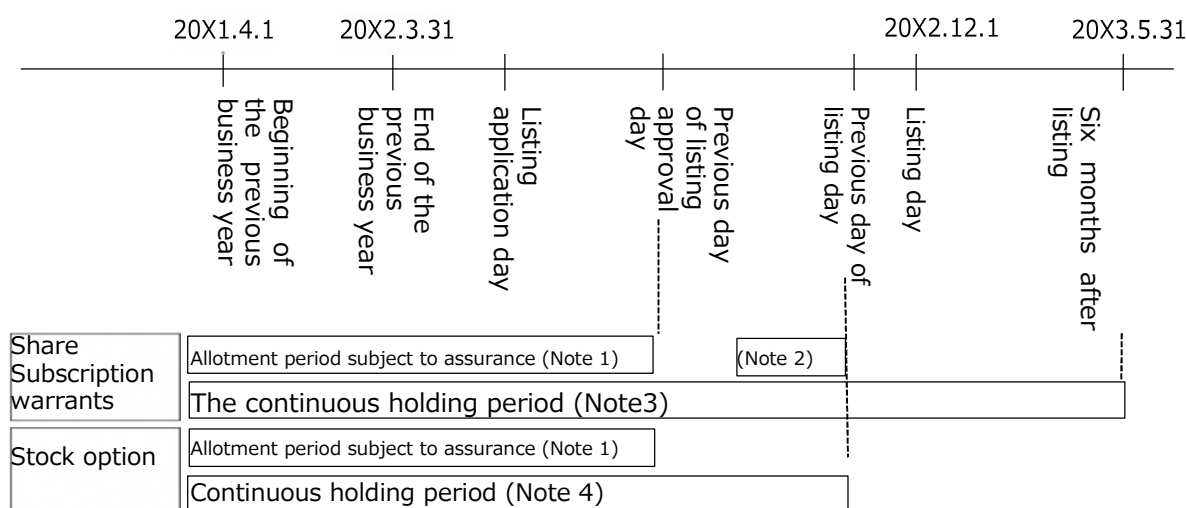 20X1.4.1
20X2.3.31
20X2.12.1
20X3.5.31
Beginning of
the previous
business year
End of the
previous
business year
Listing
application day
Previous day
of listing
approval
day
Previous day of
listing day
Listing day
Six months after
listing
Share
Subscription
warrants
Allotment period subject to assurance (Note 1)
(Note 2)
The continuous holding period (Note3)
Stock option
Allotment period subject to assurance (Note 1)
Continuous holding period (Note 4)